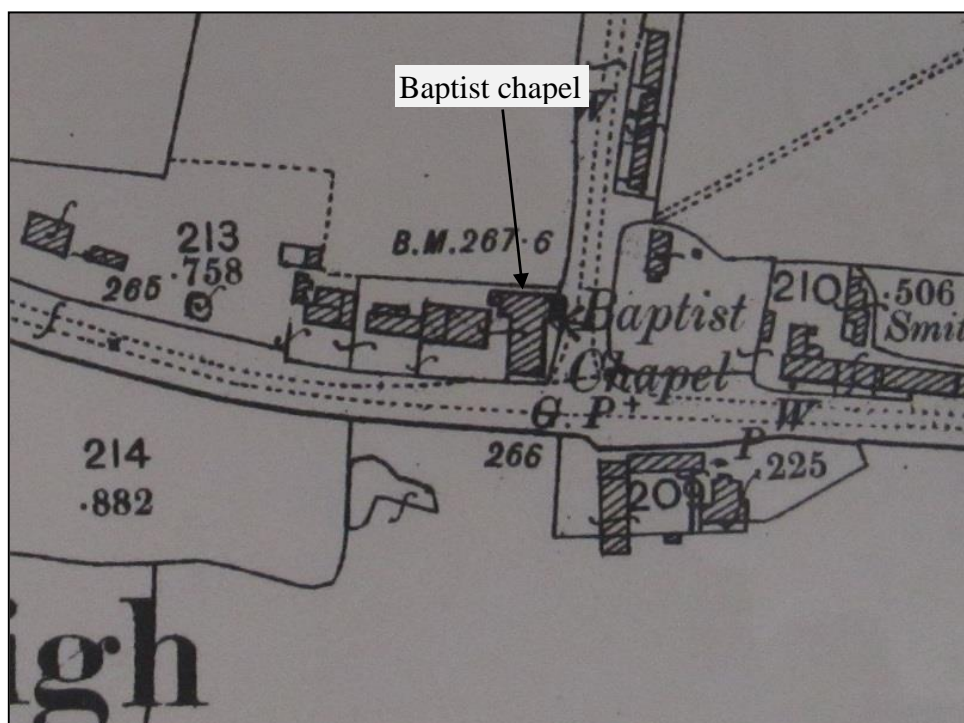 Baptist chapel
B.M.267·6
213
·758
265
210
·506
Smit
Baptist
Chapel
G.P
W
P
266
209
·225
214
·882
igh